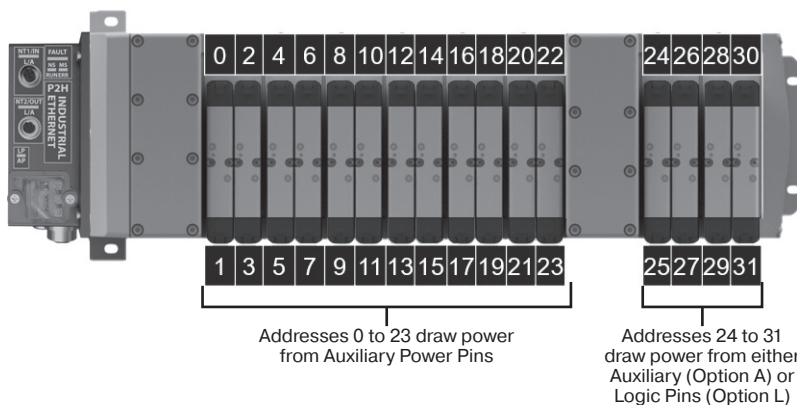 NT1/IN
L/A
FAULT
NS MS
RUN ERR
P2H
INDUSTRIAL
ETHERNET
NT2/OUT
L/A
0 2 4 6 8 10 12 14 16 18 20 22
24 26 28 30
1 3 5 7 9 11 13 15 17 19 21 23
25 27 29 31
Addresses 0 to 23 draw power
from Auxiliary Power Pins
Addresses 24 to 31
draw power from either
Auxiliary (Option A) or
Logic Pins (Option L)